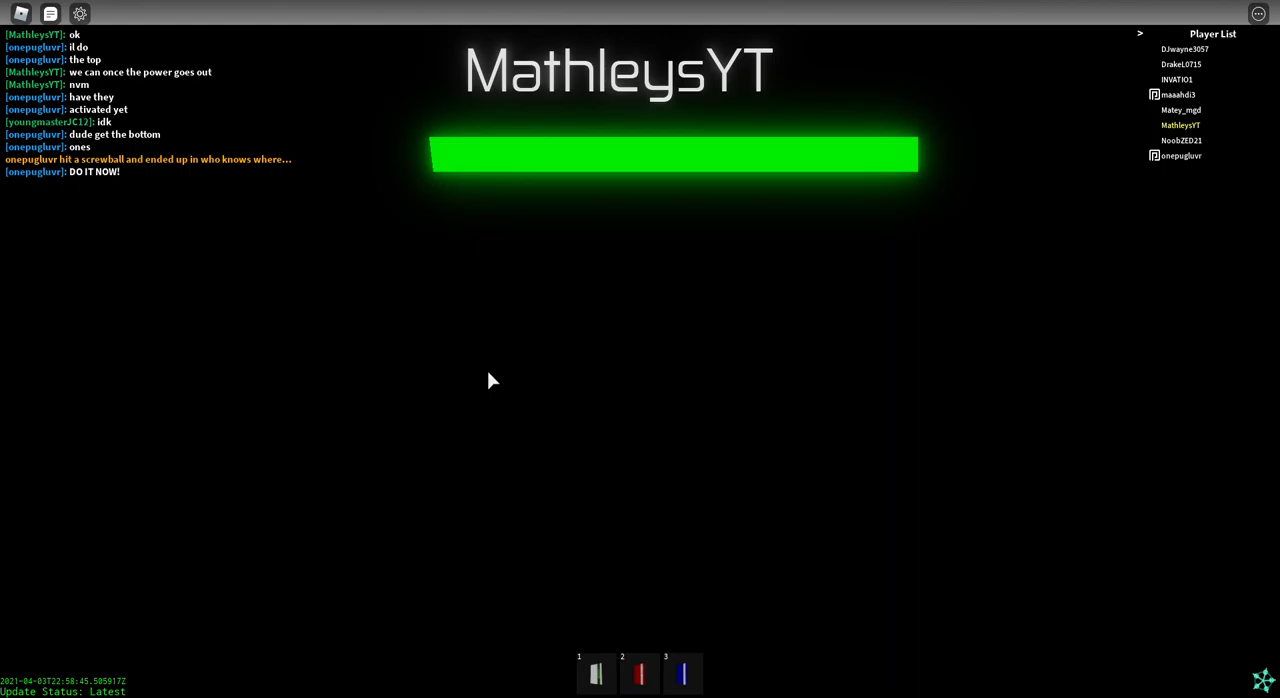 [MathleysYT]: ok
[onepugluvr]: il do
[onepugluvr]: the top
[MathleysYT]: we can once the power goes out
[MathleysYT]: nvm
[onepugluvr]: have they
[onepugluvr]: activated yet
[youngmasterJC12]: idk
[onepugluvr]: dude get the bottom
[onepugluvr]: ones
onepugluvr hit a screwball and ended up in who knows where...
[onepugluvr]: DO IT NOW!
MathleysYT
> Player List
DJwayne3057
DrakeL0715
INVATIO1
maaahdi3
Matey_mgd
MathleysYT
NoobZED21
onepugluvr
1 2 3
2021-04-03T22:58:45.505917Z
Update Status: Latest